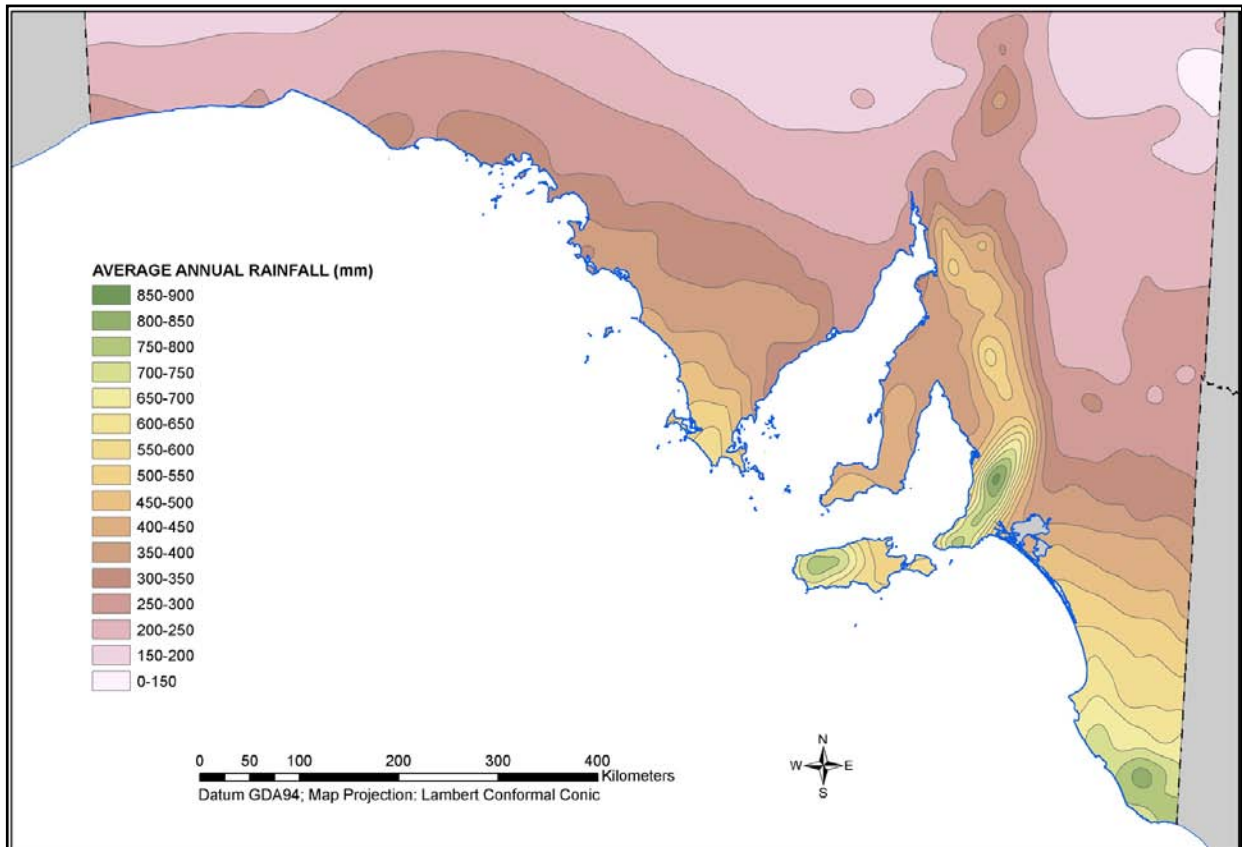 AVERAGE ANNUAL RAINFALL (mm)
850-900
800-850
750-800
700-750
650-700
600-650
550-600
500-550
450-500
400-450
350-400
300-350
250-300
200-250
150-200
0-150
0 50 100 200 300 400
Kilometers
Datum GDA94; Map Projection: Lambert Conformal Conic
N
W E
S